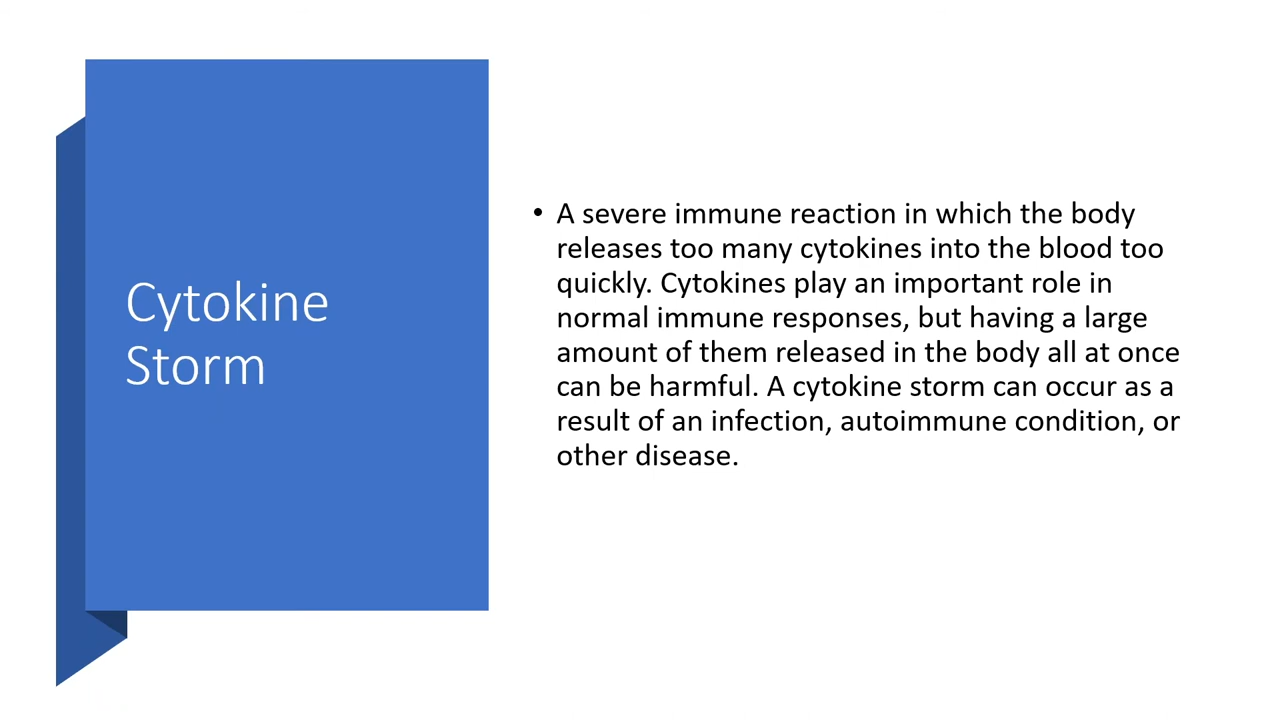 Cytokine
Storm
• A severe immune reaction in which the body
releases too many cytokines into the blood too
quickly. Cytokines play an important role in
normal immune responses, but having a large
amount of them released in the body all at once
can be harmful. A cytokine storm can occur as a
result of an infection, autoimmune condition, or
other disease.